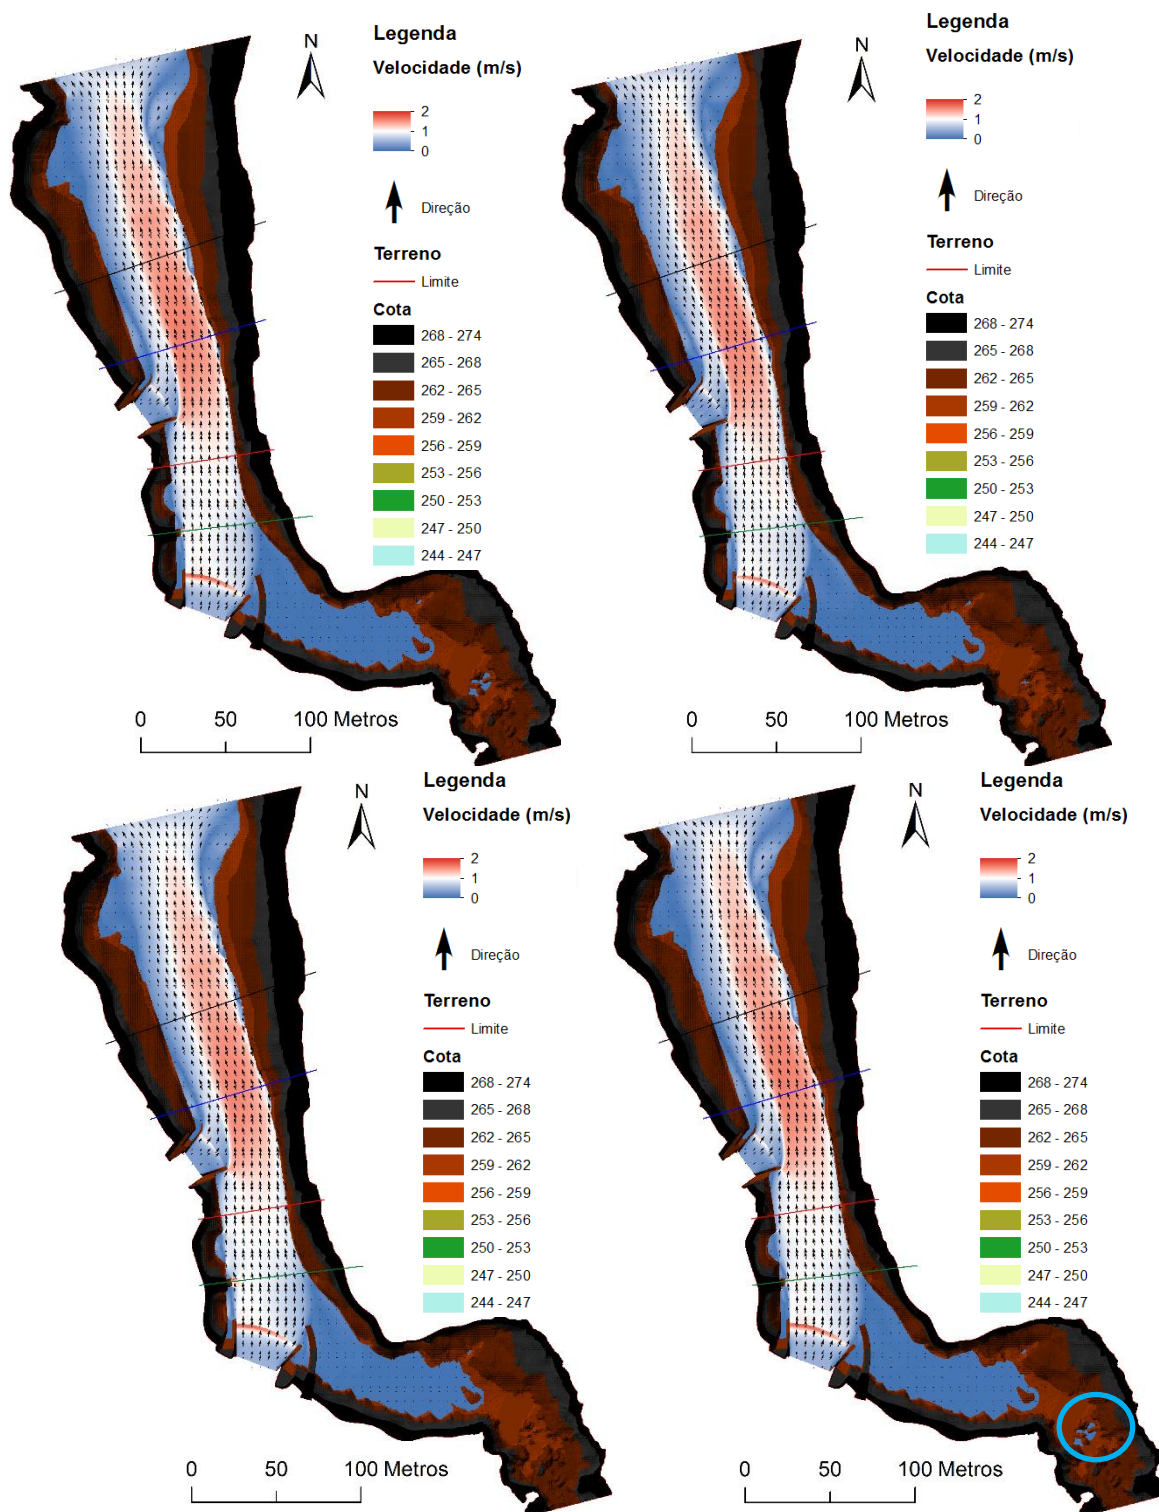 N
Legenda
Velocidade (m/s)
2
1
0
Direção
Terreno
Limite
Cota
268 - 274
265 - 268
262 - 265
259 - 262
256 - 259
253 - 256
250 - 253
247 - 250
244 - 247
0 50 100 Metros
N
Legenda
Velocidade (m/s)
2
1
0
Direção
Terreno
Limite
Cota
268 - 274
265 - 268
262 - 265
259 - 262
256 - 259
253 - 256
250 - 253
247 - 250
244 - 247
0 50 100 Metros
N
Legenda
Velocidade (m/s)
2
1
0
Direção
Terreno
Limite
Cota
268 - 274
265 - 268
262 - 265
259 - 262
256 - 259
253 - 256
250 - 253
247 - 250
244 - 247
0 50 100 Metros
N
Legenda
Velocidade (m/s)
2
1
0
Direção
Terreno
Limite
Cota
268 - 274
265 - 268
262 - 265
259 - 262
256 - 259
253 - 256
250 - 253
247 - 250
244 - 247
0 50 100 Metros